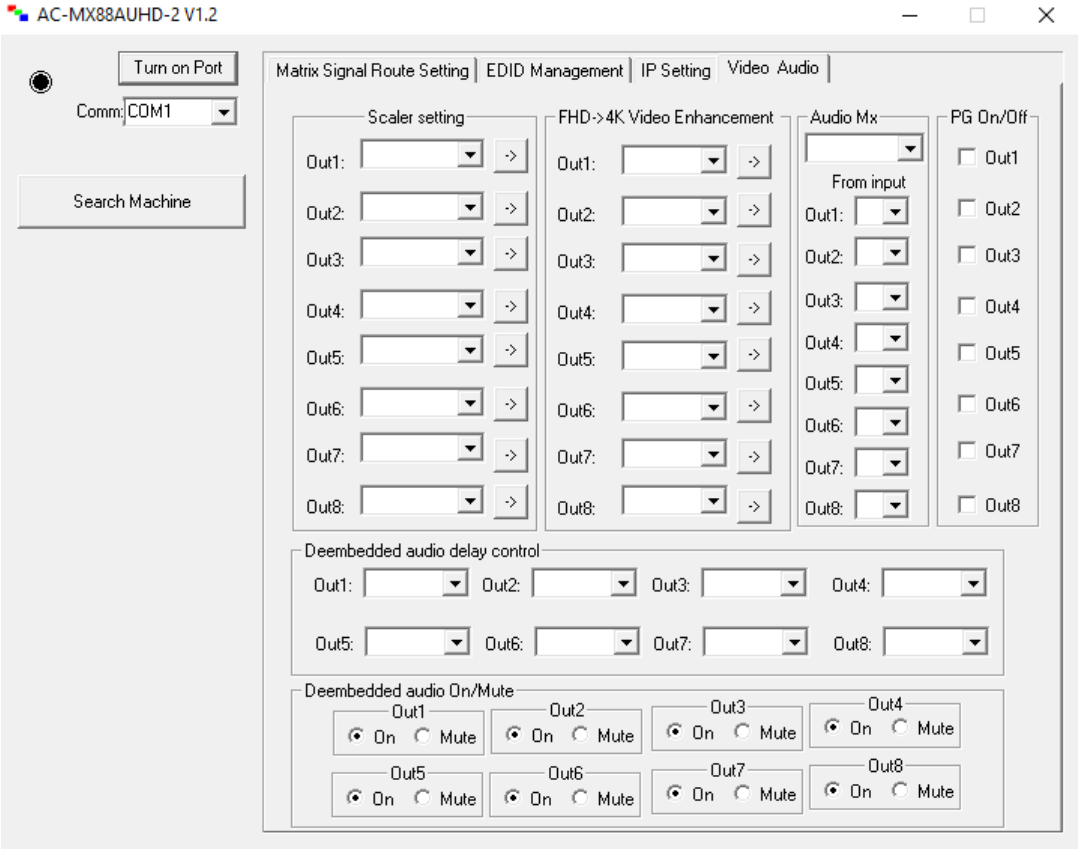 AC-MX88AUHD-2 V1.2
Turn on Port
Comm: COM1
Search Machine
Matrix Signal Route Setting
EDID Management
IP Setting
Video Audio
Scaler setting
Out1: ->
Out2: ->
Out3: ->
Out4: ->
Out5: ->
Out6: ->
Out7: ->
Out8: ->
FHD->4K Video Enhancement
Out1: ->
Out2: ->
Out3: ->
Out4: ->
Out5: ->
Out6: ->
Out7: ->
Out8: ->
Audio Mx
From input
Out1:
Out2:
Out3:
Out4:
Out5:
Out6:
Out7:
Out8:
PG On/Off
Out1
Out2
Out3
Out4
Out5
Out6
Out7
Out8
Deembedded audio delay control
Out1: Out2: Out3: Out4:
Out5: Out6: Out7: Out8:
Deembedded audio On/Mute
Out1 Out2 Out3 Out4
On Mute On Mute On Mute On Mute
Out5 Out6 Out7 Out8
On Mute On Mute On Mute On Mute